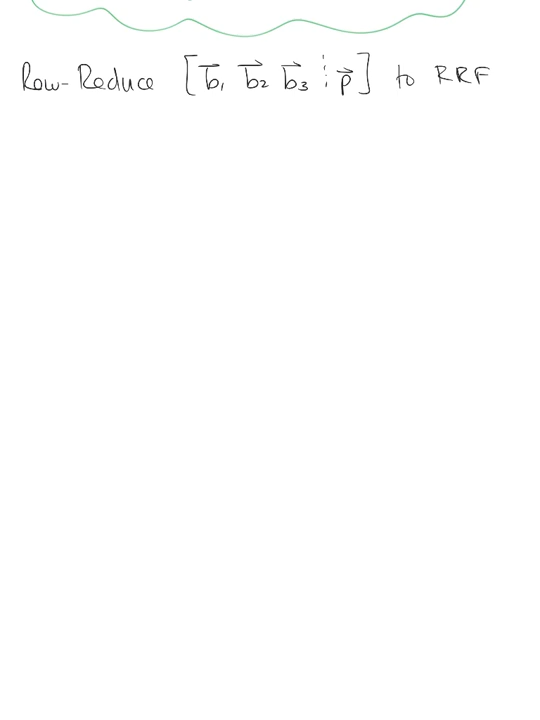 Row-Reduce [b⃗₁ b⃗₂ b⃗₃ ⋮ p⃗] to RRF